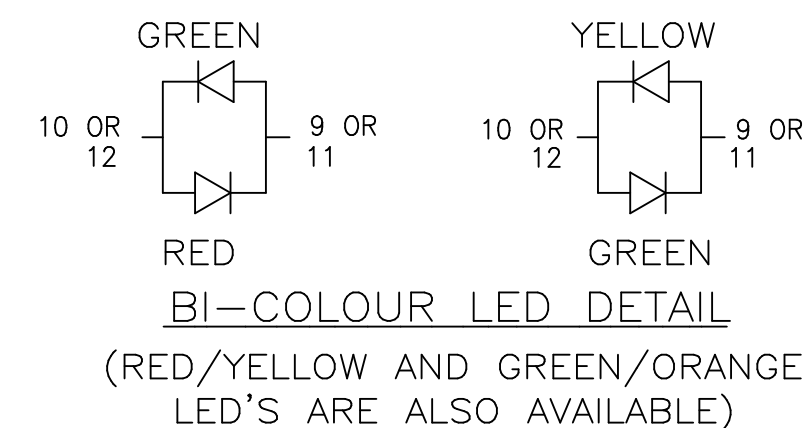 GREEN YELLOW
10 OR 9 OR 10 OR 9 OR
12 11 12 11
RED GREEN
BI-COLOUR LED DETAIL
(RED/YELLOW AND GREEN/ORANGE
LED'S ARE ALSO AVAILABLE)